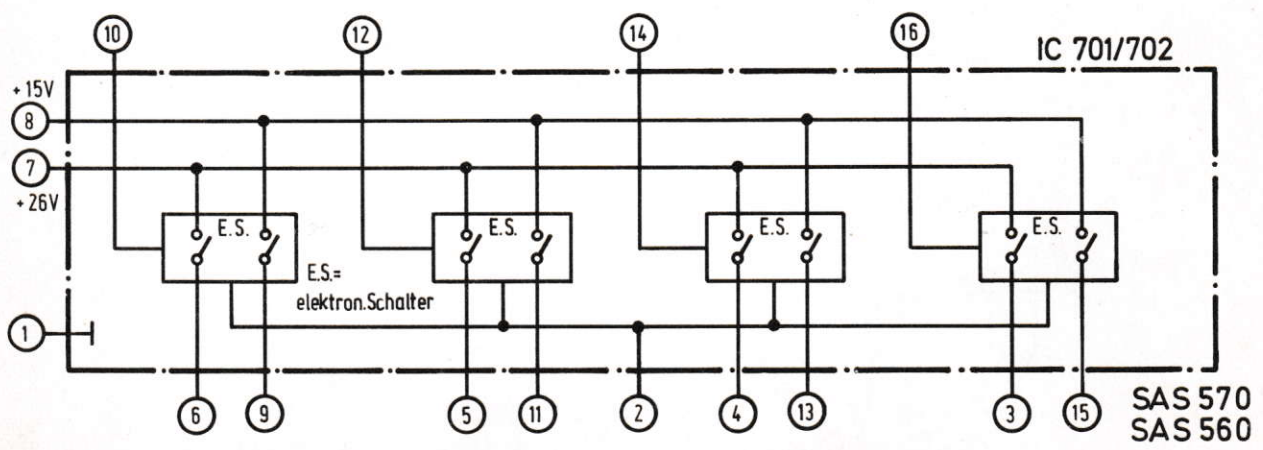 10
12
14
16
IC 701/702
+15V
8
7
+26V
E.S.
E.S.
E.S.
E.S.
E.S.=
elektron.Schalter
1
6
9
5
11
2
4
13
3
15
SAS 570
SAS 560